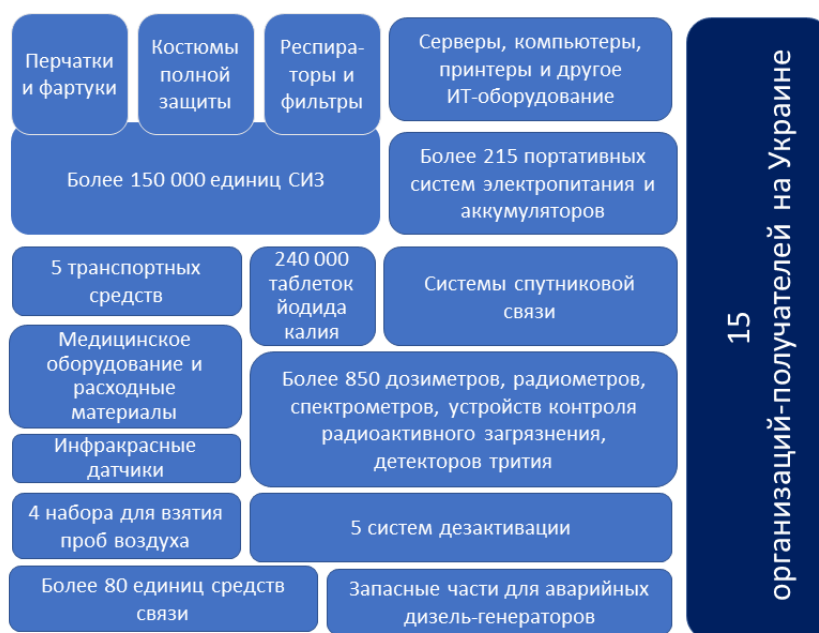 Перчатки
и фартуки
Костюмы
полной
защиты
Респира-
торы и
фильтры
Серверы, компьютеры,
принтеры и другое
ИТ-оборудование
Более 150 000 единиц СИЗ
Более 215 портативных
систем электропитания и
аккумуляторов
5 транспортных
средств
240 000
таблеток
йодида
калия
Системы спутниковой
связи
Медицинское
оборудование и
расходные
материалы
Более 850 дозиметров, радиометров,
спектрометров, устройств контроля
радиоактивного загрязнения,
детекторов трития
Инфракрасные
датчики
4 набора для взятия
проб воздуха
5 систем дезактивации
Более 80 единиц средств
связи
Запасные части для аварийных
дизель-генераторов
15
организаций-получателей на Украине